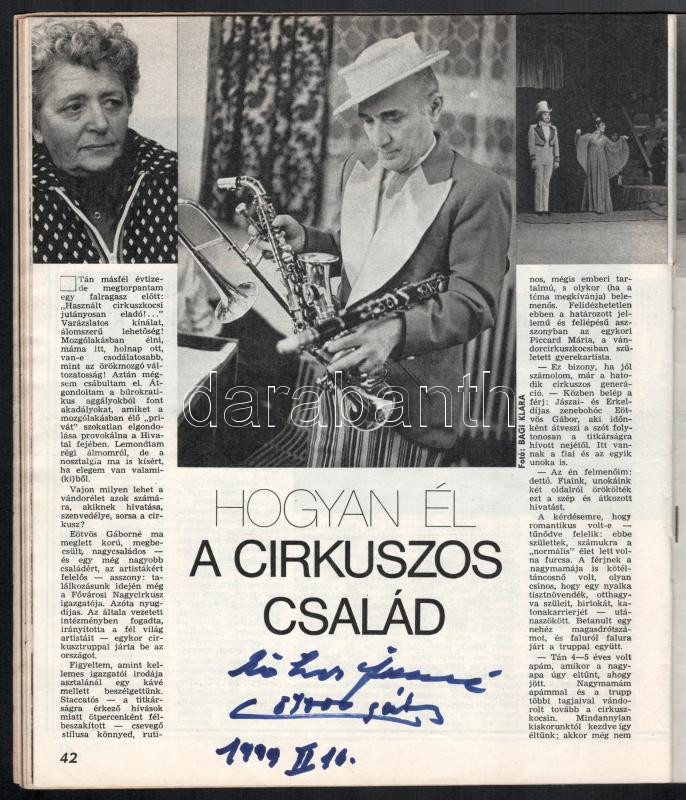 Tán másfél évtize-
de megtorpantam
egy falragasz előtt:
„Használt cirkuszkocsi
jutányosan eladó!..."
Varázslatos kínálat,
álomszerű lehetőség!
Mozgólakásban élni,
máma itt, holnap ott,
van-e csodálatosabb,
mint az örökmozgó vál-
tozatosság! Aztán még-
sem csábultam el. Át-
gondoltam a bürokrati-
kus aggályokból font
akadályokat, amiket a
mozgólakásban élő „pri-
vát" szokatlan elgondo-
lása provokálna a Hiva-
tal fejében. Lemondtam
régi álmomról, de a
nosztalgia ma is kísért,
ha elegem van valami-
(ki)ből.
Vajon milyen lehet a
vándorélet azok számá-
ra, akiknek hivatása,
szenvedélye, sorsa a cir-
kusz?
Eötvös Gáborné ma
meglett korú, megbe-
csült, nagycsaládos —
és egy még nagyobb
családért, az artistákért
felelős — asszony: ta-
lálkozásunk idején még
a Fővárosi Nagycirkusz
igazgatója. Azóta nyug-
díjas. Az általa vezetett
intézményben fogadta,
irányította a fél világ
artistáit — egykor cir-
kusztruppal járta be az
országot.
Figyeltem, amint kel-
lemes igazgatói irodája
asztalánál egy kávé
mellett beszélgettünk.
Staccatós — a titkár-
ságra érkező hívások
miatt ötpercenként fél-
beszakított — csevegő
stílusa könnyed, ruti-
42
darabanth
Fotó: BAGI KLÁRA
HOGYAN ÉL
A CIRKUSZOS
CSALÁD
1999 II 16.
nos, mégis emberi tar-
talmú, s olykor (ha a
téma megkívánja) bele-
menős. Felidézhetetlen
ebben a határozott jel-
lemű és fellépésű asz-
szonyban az egykori
Piccard Mária, a ván-
dorcirkuszkocsiban szü-
letett gyerekartista.
— Ez bizony, ha jól
számolom, már a hato-
dik cirkuszos generá-
ció. — Közben belép a
férj: Jászai- és Erkel-
díjas zenebohóc Eöt-
vös Gábor, aki időn-
ként átveszi a szót foly-
tonosan a titkárságra
hívott nejétől. Itt van-
nak a fiai és az egyik
unoka is.
— Az én felmenőim:
dettó. Fiaink, unokáink
két oldalról örökölték
ezt a szép és átkozott
hivatást.
A kérdésemre, hogy
romantikus volt-e —
tűnődve felelik: ebbe
születtek, számukra a
„normális" élet lett vol-
na furcsa. A férjnek a
nagymamája is kötél-
táncosnő volt, olyan
csinos, hogy egy nyalka
tisztnövendék, otthagy-
va szüleit, birtokát, ka-
tonakarrierjét — utá-
naszökött. Betanult egy
nehéz magasdrótszá-
mot, és faluról falura
járt a truppal együtt.
— Tán 4—5 éves volt
apám, amikor a nagy-
apa úgy eltűnt, ahogy
jött. Nagymamám
apámmal és a trupp
többi tagjaival vándo-
rolt tovább a cirkusz-
kocsin. Mindannyian
kiskorunktól kezdve így
éltünk; akkor még nem